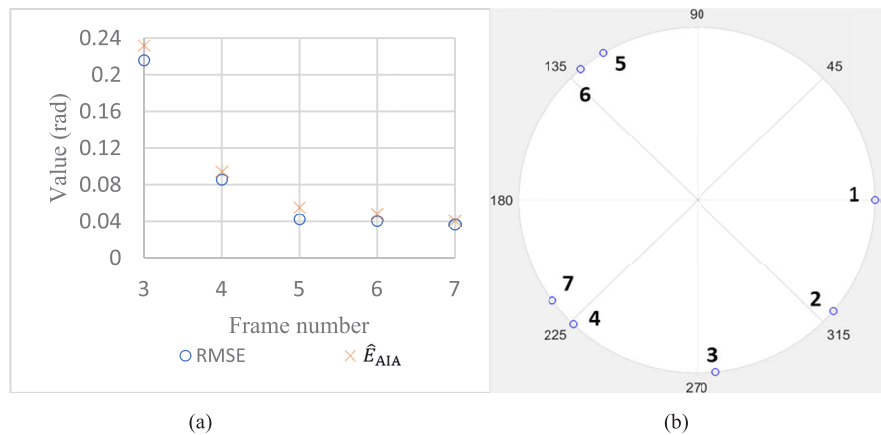 0.24
0.2
0.16
0.12
0.08
0.04
0
Value (rad)
3 4 5 6 7
Frame number
RMSE Ê_AIA
(a)
90
135 45
5
6
180 1
7 2
4
225 315
3
270
(b)